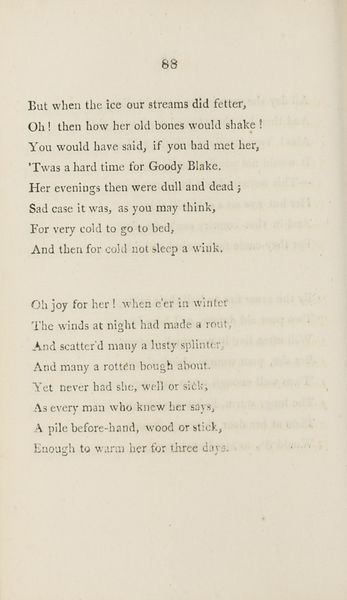 88
But when the ice our streams did fetter,
Oh! then how her old bones would shake!
You would have said, if you had met her,
'Twas a hard time for Goody Blake.
Her evenings then were dull and dead;
Sad case it was, as you may think,
For very cold to go to bed,
And then for cold not sleep a wink.
Oh joy for her! when e'er in winter
The winds at night had made a rout,
And scatter'd many a lusty splinter,
And many a rotten bough about.
Yet never had she, well or sick,
As every man who knew her says,
A pile before-hand, wood or stick,
Enough to warm her for three days.